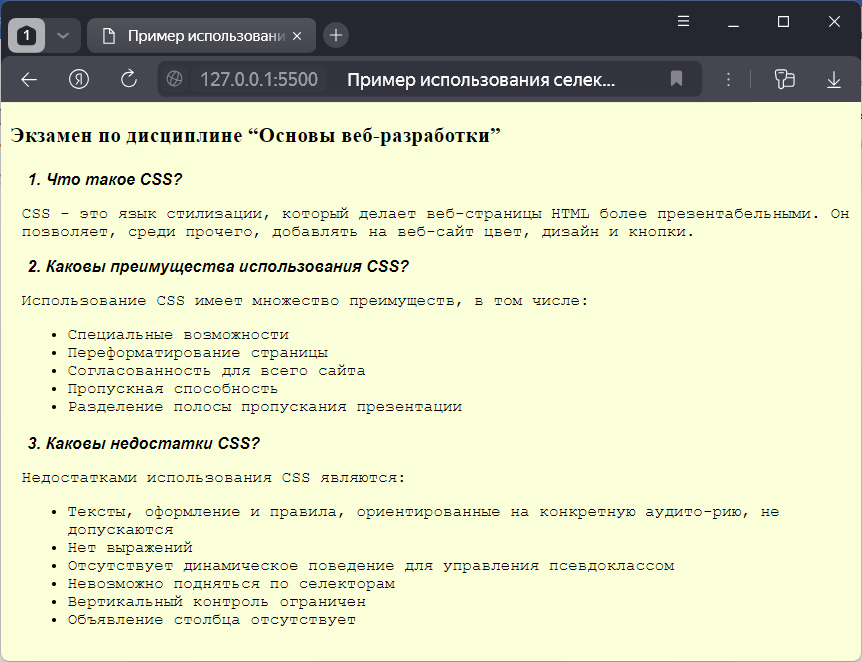 1
Пример использовани
127.0.0.1:5500 Пример использования селек...
Экзамен по дисциплине “Основы веб-разработки”
1. Что такое CSS?
CSS – это язык стилизации, который делает веб-страницы HTML более презентабельными. Он
позволяет, среди прочего, добавлять на веб-сайт цвет, дизайн и кнопки.
2. Каковы преимущества использования CSS?
Использование CSS имеет множество преимуществ, в том числе:
• Специальные возможности
• Переформатирование страницы
• Согласованность для всего сайта
• Пропускная способность
• Разделение полосы пропускания презентации
3. Каковы недостатки CSS?
Недостатками использования CSS являются:
• Тексты, оформление и правила, ориентированные на конкретную аудито-рию, не
допускаются
• Нет выражений
• Отсутствует динамическое поведение для управления псевдоклассом
• Невозможно подняться по селекторам
• Вертикальный контроль ограничен
• Объявление столбца отсутствует